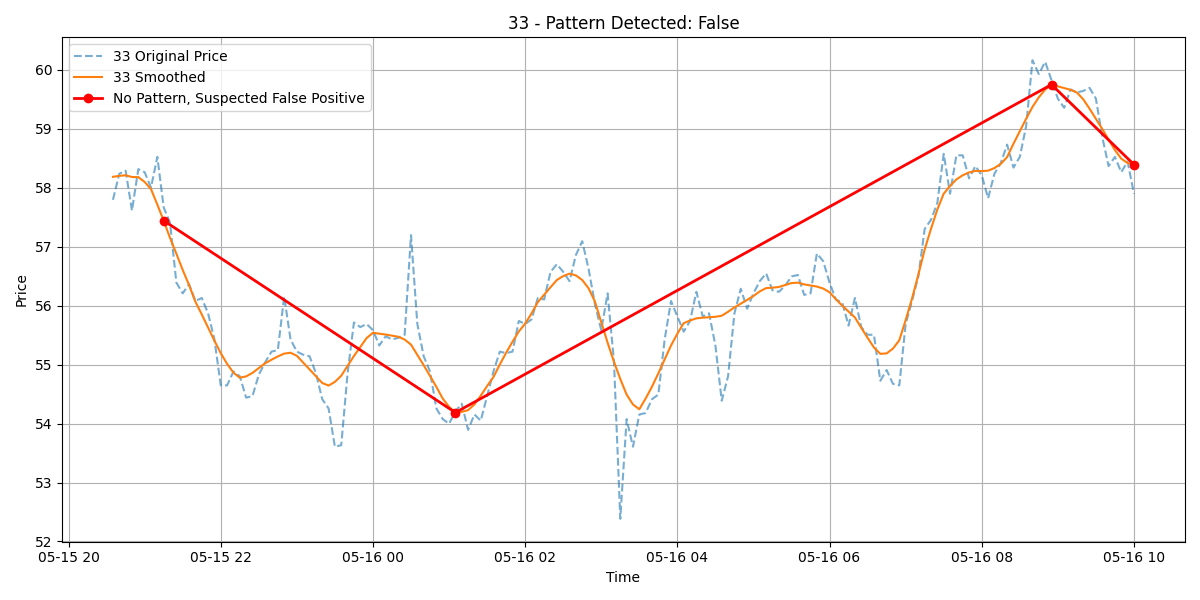 33 - Pattern Detected: False
33 Original Price
33 Smoothed
No Pattern, Suspected False Positive
Price
60
59
58
57
56
55
54
53
52
05-15 20 05-15 22 05-16 00 05-16 02 05-16 04 05-16 06 05-16 08 05-16 10
Time